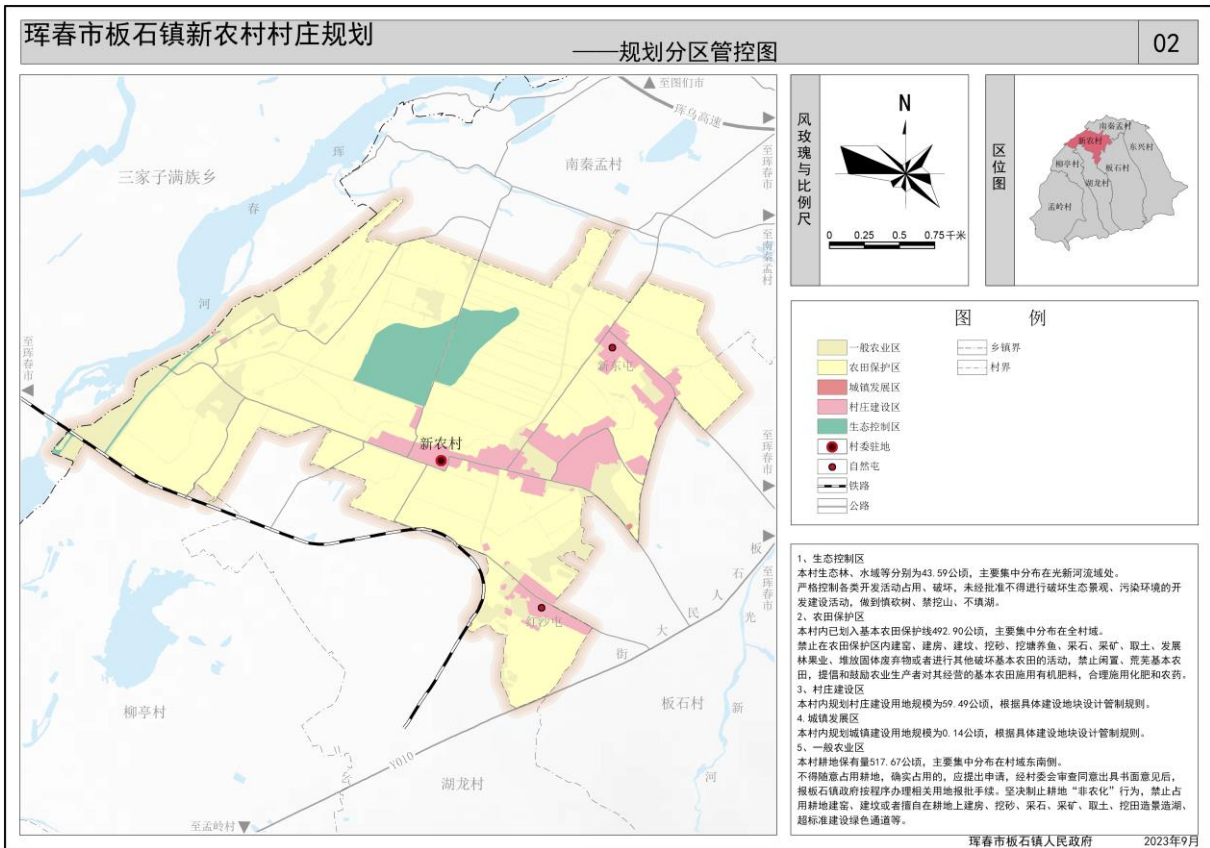 珲春市板石镇新农村村庄规划
——规划分区管控图
02
至图们市
珲乌高速
至珲春市
三家子满族乡
南秦孟村
珲
春
河
至南秦孟村
至珲春市
新东屯
新农村
至珲春市
红沙屯
至珲春市
板
石
人
民
大
街
光
新
河
柳亭村
板石村
湖龙村
Y010
至孟岭村
风玫瑰与比例尺
N
0 0.25 0.5 0.75千米
区位图
南秦孟村
新农村
东兴村
柳亭村
板石村
湖龙村
孟岭村
图 例
一般农业区
农田保护区
城镇发展区
村庄建设区
生态控制区
村委驻地
自然屯
铁路
公路
乡镇界
村界
1、生态控制区
本村生态林、水域等分别为43.59公顷，主要集中分布在光新河流域处。
严格控制各类开发活动占用、破坏，未经批准不得进行破坏生态景观、污染环境的开
发建设活动，做到慎砍树、禁挖山、不填湖。
2、农田保护区
本村内已划入基本农田保护线492.90公顷，主要集中分布在全村域。
禁止在农田保护区内建窑、建房、建坟、挖砂、挖塘养鱼、采石、采矿、取土、发展
林果业、堆放固体废弃物或者进行其他破坏基本农田的活动，禁止闲置、荒芜基本农
田，提倡和鼓励农业生产者对其经营的基本农田施用有机肥料，合理施用化肥和农药。
3、村庄建设区
本村内规划村庄建设用地规模为59.49公顷，根据具体建设地块设计管制规则。
4. 城镇发展区
本村内规划城镇建设用地规模为0.14公顷，根据具体建设地块设计管制规则。
5、一般农业区
本村耕地保有量517.67公顷，主要集中分布在村域东南侧。
不得随意占用耕地，确实占用的，应提出申请，经村委会审查同意出具书面意见后，
报板石镇政府按程序办理相关用地报批手续。坚决制止耕地“非农化”行为，禁止占
用耕地建窑、建坟或者擅自在耕地上建房、挖砂、采石、采矿、取土、挖田造景造湖、
超标准建设绿色通道等。
珲春市板石镇人民政府 2023年9月